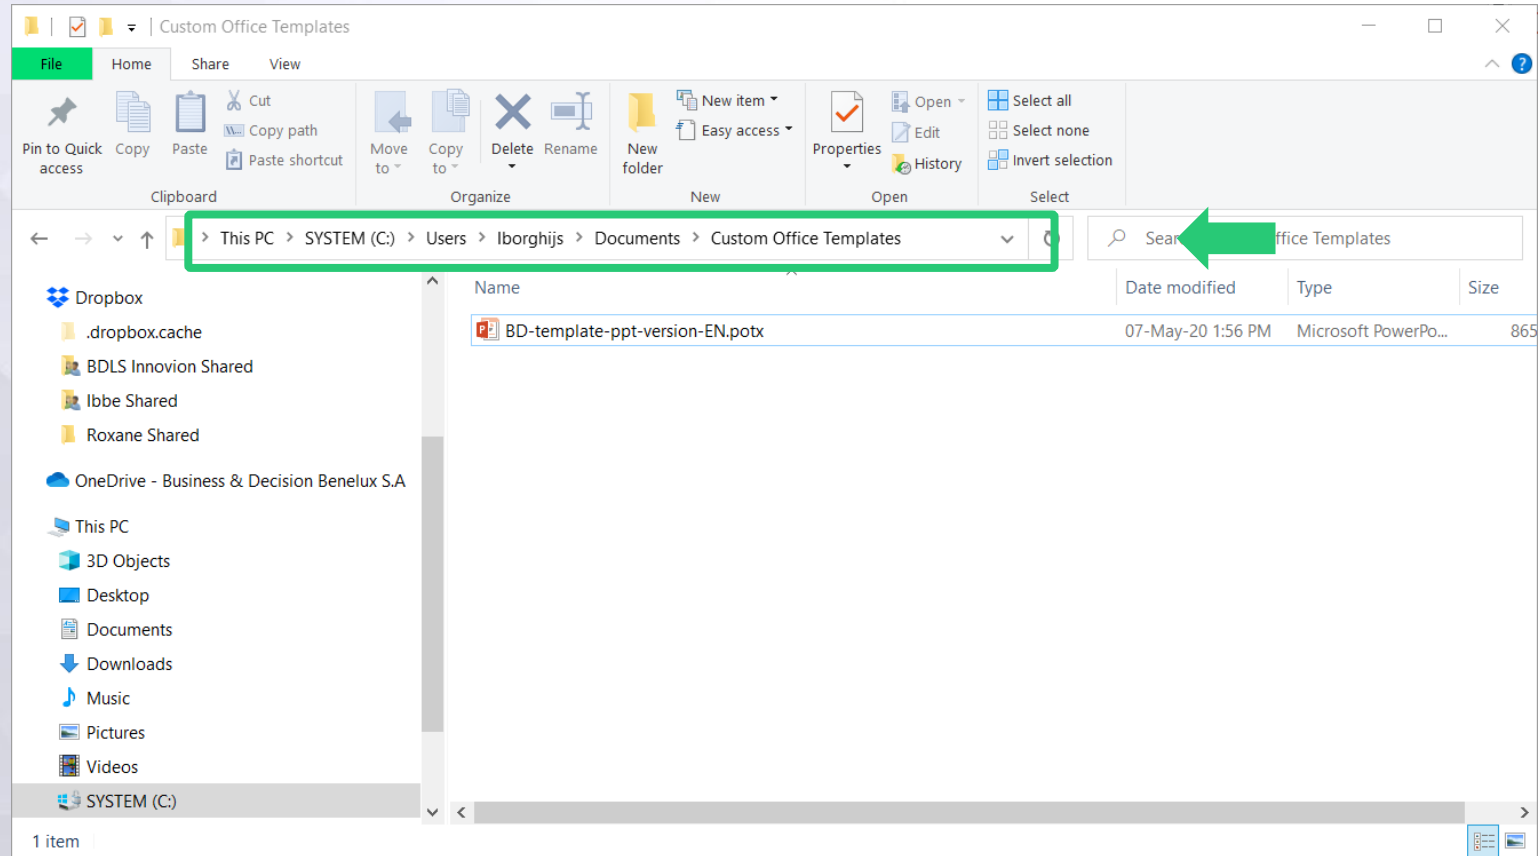 Custom Office Templates
File Home Share View
Pin to Quick access
Copy
Paste
Cut
Copy path
Paste shortcut
Clipboard
Move to
Copy to
Delete
Rename
Organize
New folder
New item
Easy access
New
Properties
Open
Edit
History
Open
Select all
Select none
Invert selection
Select
This PC > SYSTEM (C:) > Users > lborghijs > Documents > Custom Office Templates
Templates
Dropbox
.dropbox.cache
BDLS Innovion Shared
Ibbe Shared
Roxane Shared
OneDrive - Business & Decision Benelux S.A
This PC
3D Objects
Desktop
Documents
Downloads
Music
Pictures
Videos
SYSTEM (C:)
Name Date modified Type Size
BD-template-ppt-version-EN.potx 07-May-20 1:56 PM Microsoft PowerPo... 865
1 item